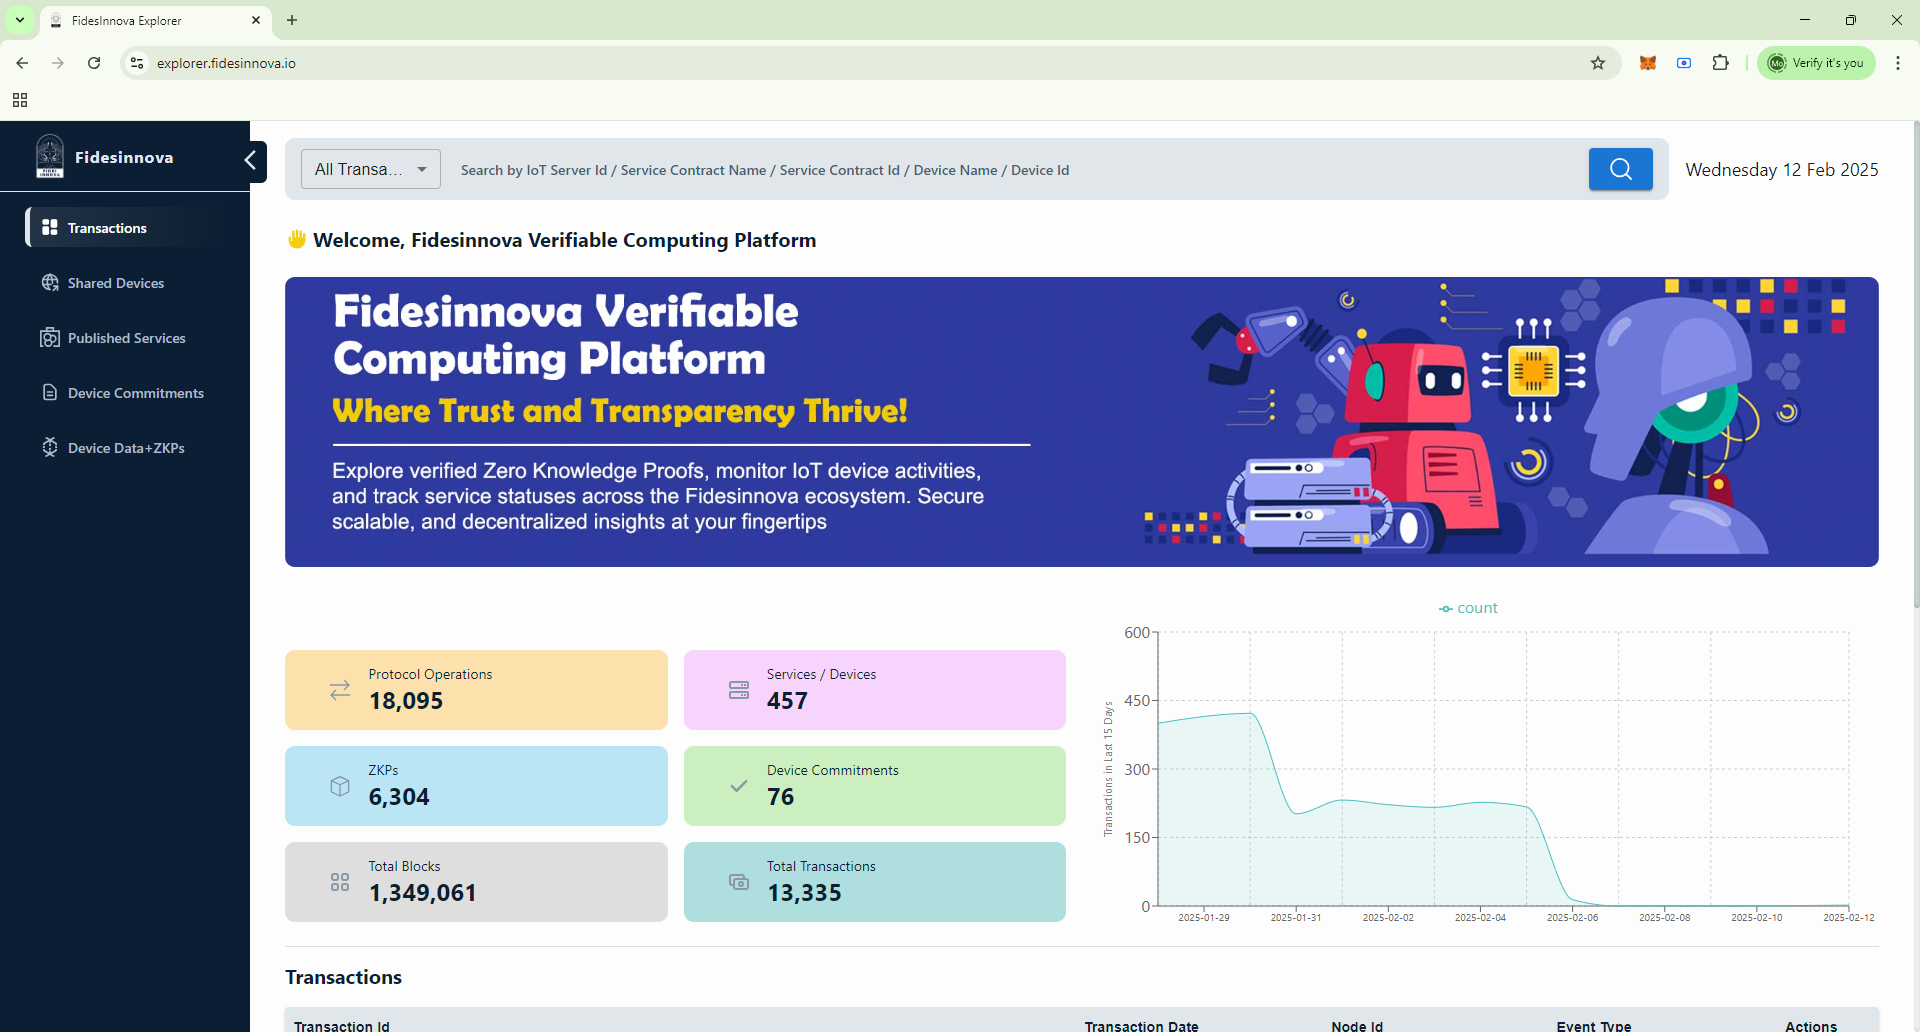 FidesInnova Explorer
explorer.fidesinnova.io
Mo
Verify it's you
FIDES INNOVA
Fidesinnova
Transactions
Shared Devices
Published Services
Device Commitments
Device Data+ZKPs
All Transa...
Search by IoT Server Id / Service Contract Name / Service Contract Id / Device Name / Device Id
Wednesday 12 Feb 2025
Welcome, Fidesinnova Verifiable Computing Platform
Fidesinnova Verifiable
Computing Platform
Where Trust and Transparency Thrive!
Explore verified Zero Knowledge Proofs, monitor IoT device activities,
and track service statuses across the Fidesinnova ecosystem. Secure
scalable, and decentralized insights at your fingertips
Protocol Operations
18,095
Services / Devices
457
ZKPs
6,304
Device Commitments
76
Total Blocks
1,349,061
Total Transactions
13,335
count
Transactions in Last 15 Days
600
450
300
150
0
2025-01-29
2025-01-31
2025-02-02
2025-02-04
2025-02-06
2025-02-08
2025-02-10
2025-02-12
Transactions
Transaction Id
Transaction Date
Node Id
Event Type
Actions